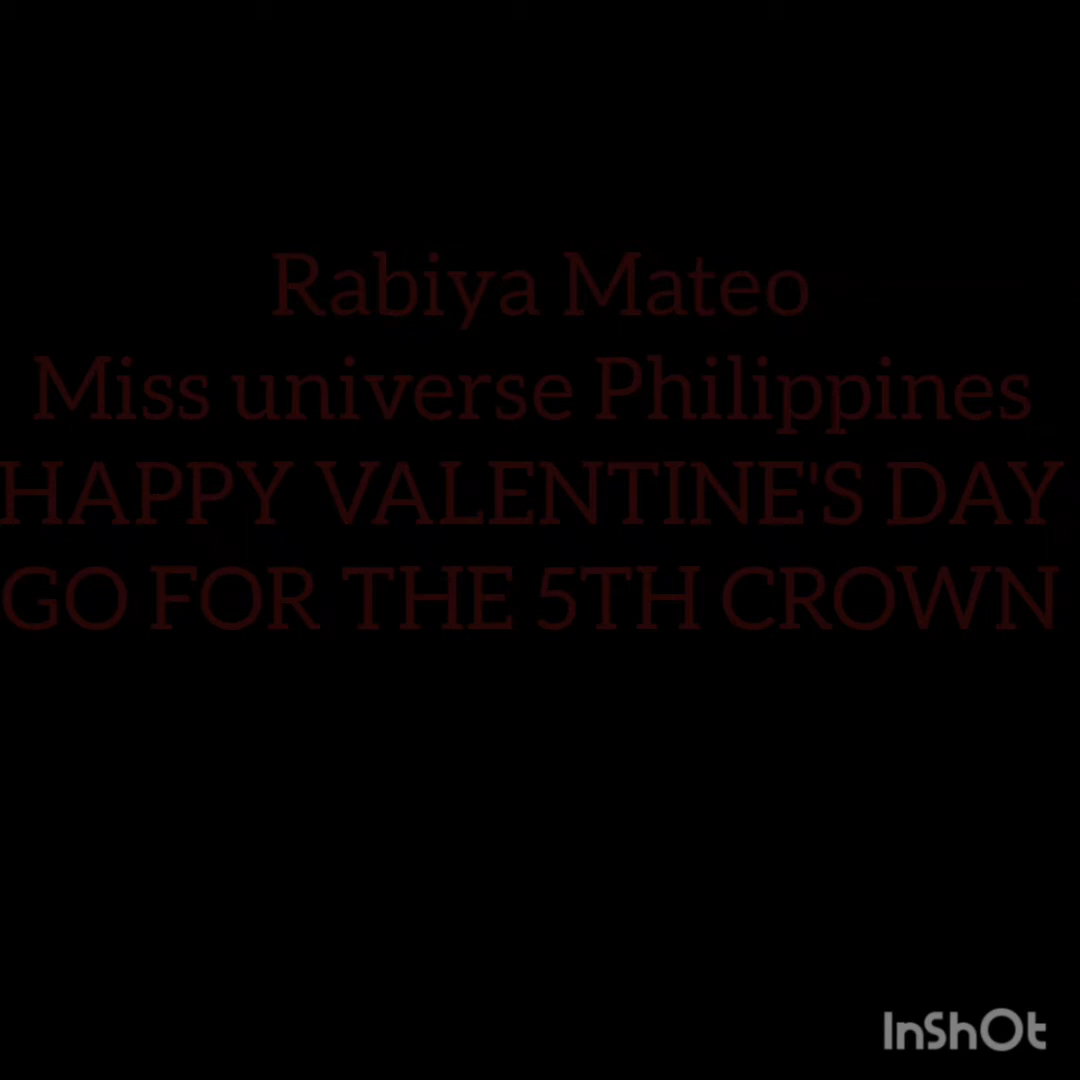 Rabiya Mateo
Miss universe Philippines
HAPPY VALENTINE'S DAY
GO FOR THE 5TH CROWN
InShOt